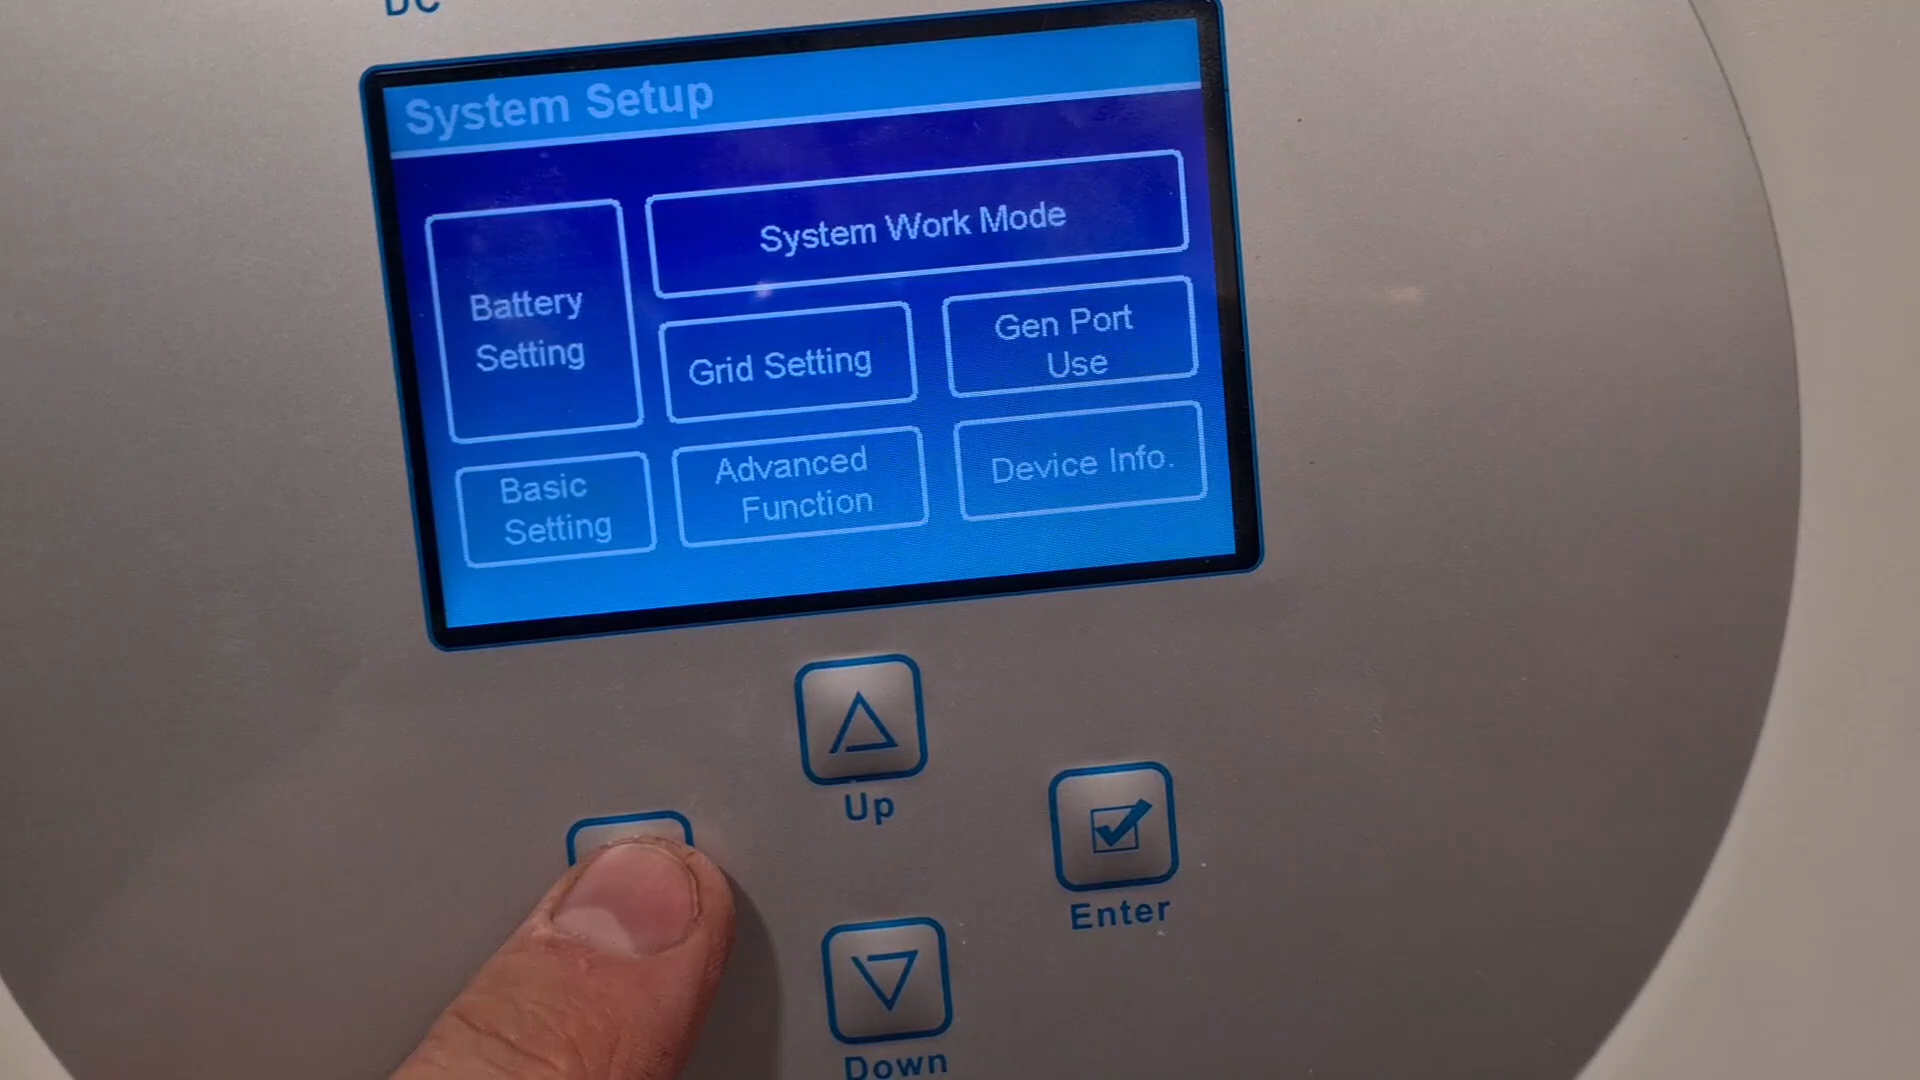 DC
System Setup
Battery
Setting
System Work Mode
Grid Setting
Gen Port
Use
Basic
Setting
Advanced
Function
Device Info.
Up
Enter
Down